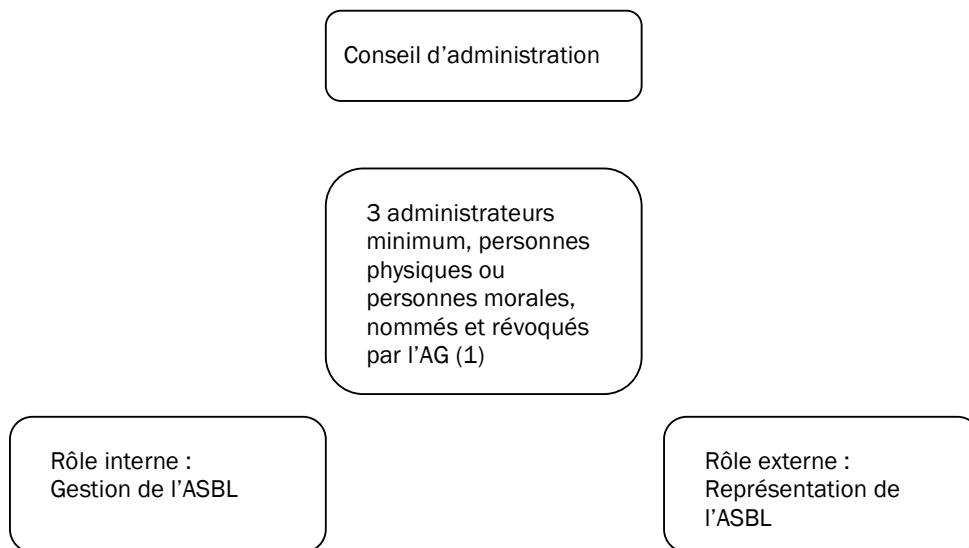 Conseil d'administration
3 administrateurs
minimum, personnes
physiques ou
personnes morales,
nommés et révoqués
par l'AG (1)
Rôle interne :
Gestion de l'ASBL
Rôle externe :
Représentation de
l'ASBL